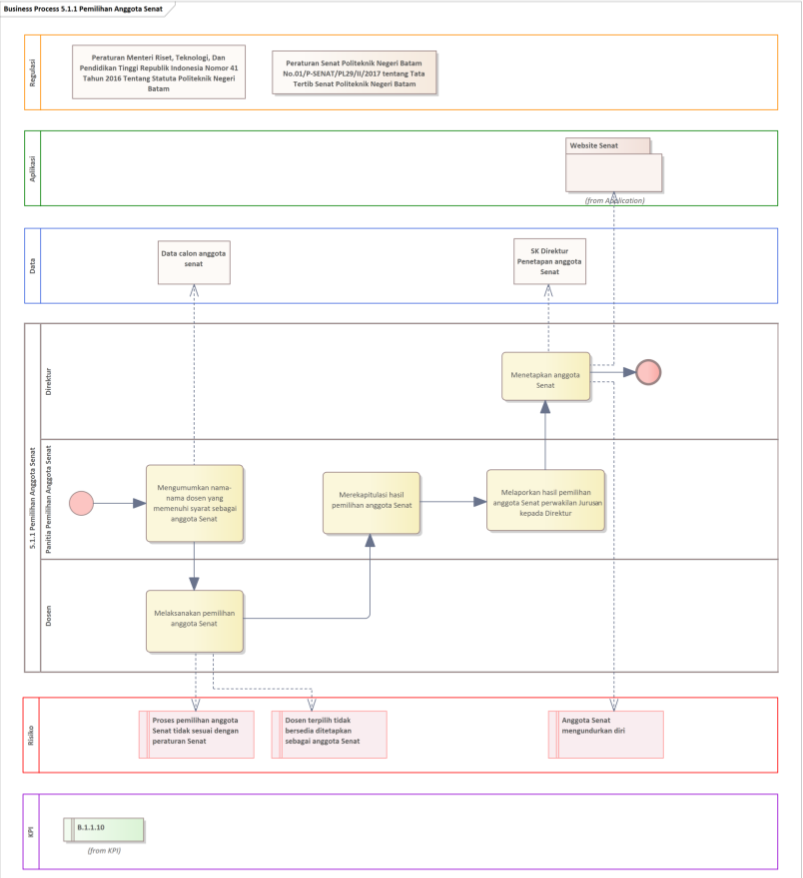 Business Process 5.1.1 Pemilihan Anggota Senat
Regulasi
Peraturan Menteri Riset, Teknologi, Dan
Pendidikan Tinggi Republik Indonesia Nomor 41
Tahun 2016 Tentang Statuta Politeknik Negeri
Batam
Peraturan Senat Politeknik Negeri Batam
No.01/P-SENAT/PL29/II/2017 tentang Tata
Tertib Senat Politeknik Negeri Batam
Aplikasi
Website Senat
(from Application)
Data
Data calon anggota
senat
SK Direktur
Penetapan anggota
Senat
5.1.1 Pemilihan Anggota Senat
Direktur
Menetapkan anggota
Senat
Panitia Pemilihan Anggota Senat
Mengumumkan nama-
nama dosen yang
memenuhi syarat sebagai
anggota Senat
Merekapitulasi hasil
pemilihan anggota Senat
Melaporkan hasil pemilihan
anggota Senat perwakilan Jurusan
kepada Direktur
Dosen
Melaksanakan pemilihan
anggota Senat
Risiko
Proses pemilihan anggota
Senat tidak sesuai dengan
peraturan Senat
Dosen terpilih tidak
bersedia ditetapkan
sebagai anggota Senat
Anggota Senat
mengundurkan diri
KPI
B.1.1.10
(from KPI)